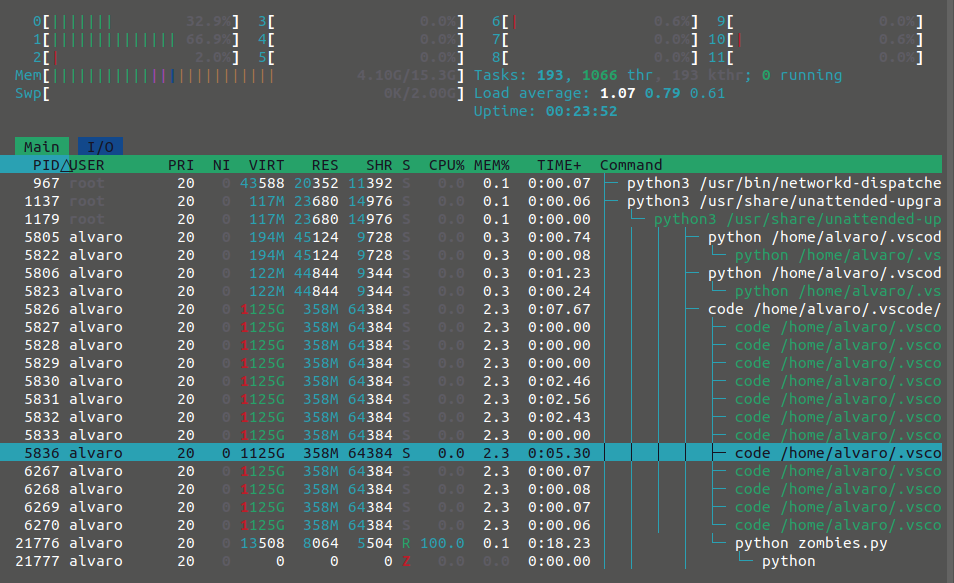 0[||||||| 32.9%] 3[ 0.0%] 6[| 0.6%] 9[ 0.0%]
1[|||||||||||||| 66.9%] 4[ 0.0%] 7[ 0.0%] 10[| 0.6%]
2[| 2.0%] 5[ 0.0%] 8[ 0.0%] 11[ 0.0%]
Mem[||||||||||||||||||||||||| 4.10G/15.3G] Tasks: 193, 1066 thr, 193 kthr; 0 running
Swp[ 0K/2.00G] Load average: 1.07 0.79 0.61
Uptime: 00:23:52
Main I/O
PID△USER PRI NI VIRT RES SHR S CPU% MEM% TIME+ Command
967 root 20 0 43588 20352 11392 S 0.0 0.1 0:00.07 ├─ python3 /usr/bin/networkd-dispatche
1137 root 20 0 117M 23680 14976 S 0.0 0.1 0:00.06 ├─ python3 /usr/share/unattended-upgra
1179 root 20 0 117M 23680 14976 S 0.0 0.1 0:00.00 │ └─ python3 /usr/share/unattended-up
5805 alvaro 20 0 194M 45124 9728 S 0.0 0.3 0:00.74 │ │ │ ├─ python /home/alvaro/.vscod
5822 alvaro 20 0 194M 45124 9728 S 0.0 0.3 0:00.08 │ │ │ │ └─ python /home/alvaro/.vs
5806 alvaro 20 0 122M 44844 9344 S 0.0 0.3 0:01.23 │ │ │ ├─ python /home/alvaro/.vscod
5823 alvaro 20 0 122M 44844 9344 S 0.0 0.3 0:00.24 │ │ │ │ └─ python /home/alvaro/.vs
5826 alvaro 20 0 1125G 358M 64384 S 0.0 2.3 0:07.67 │ │ │ ├─ code /home/alvaro/.vscode/
5827 alvaro 20 0 1125G 358M 64384 S 0.0 2.3 0:00.00 │ │ │ │ ├─ code /home/alvaro/.vsco
5828 alvaro 20 0 1125G 358M 64384 S 0.0 2.3 0:00.00 │ │ │ │ ├─ code /home/alvaro/.vsco
5829 alvaro 20 0 1125G 358M 64384 S 0.0 2.3 0:00.00 │ │ │ │ ├─ code /home/alvaro/.vsco
5830 alvaro 20 0 1125G 358M 64384 S 0.0 2.3 0:02.46 │ │ │ │ ├─ code /home/alvaro/.vsco
5831 alvaro 20 0 1125G 358M 64384 S 0.0 2.3 0:02.56 │ │ │ │ ├─ code /home/alvaro/.vsco
5832 alvaro 20 0 1125G 358M 64384 S 0.0 2.3 0:02.43 │ │ │ │ ├─ code /home/alvaro/.vsco
5833 alvaro 20 0 1125G 358M 64384 S 0.0 2.3 0:00.00 │ │ │ │ ├─ code /home/alvaro/.vsco
5836 alvaro 20 0 1125G 358M 64384 S 0.0 2.3 0:05.30 │ │ │ │ ├─ code /home/alvaro/.vsco
6267 alvaro 20 0 1125G 358M 64384 S 0.0 2.3 0:00.07 │ │ │ │ ├─ code /home/alvaro/.vsco
6268 alvaro 20 0 1125G 358M 64384 S 0.0 2.3 0:00.08 │ │ │ │ ├─ code /home/alvaro/.vsco
6269 alvaro 20 0 1125G 358M 64384 S 0.0 2.3 0:00.07 │ │ │ │ ├─ code /home/alvaro/.vsco
6270 alvaro 20 0 1125G 358M 64384 S 0.0 2.3 0:00.06 │ │ │ │ └─ code /home/alvaro/.vsco
21776 alvaro 20 0 13508 8064 5504 R 100.0 0.1 0:18.23 │ │ │ └─ python zombies.py
21777 alvaro 20 0 0 0 0 Z 0.0 0.0 0:00.00 │ │ │ └─ python